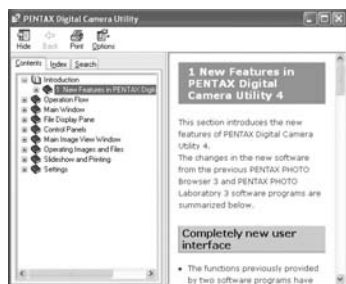 PENTAX Digital Camera Utility
Hide Back Print Options
Contents Index Search
Introduction
1 New Features in PENTAX Digit
Operation Flow
Main Window
File Display Pane
Control Panels
Main Image View Window
Operating Images and Files
Slideshow and Printing
Settings
1 New Features in
PENTAX Digital
Camera Utility 4
This section introduces the new
features of PENTAX Digital Camera
Utility 4.
The changes in the new software
from the previous PENTAX PHOTO
Browser 3 and PENTAX PHOTO
Laboratory 3 software programs are
summarized below.
Completely new user
interface
• The functions previously provided
by two software programs have